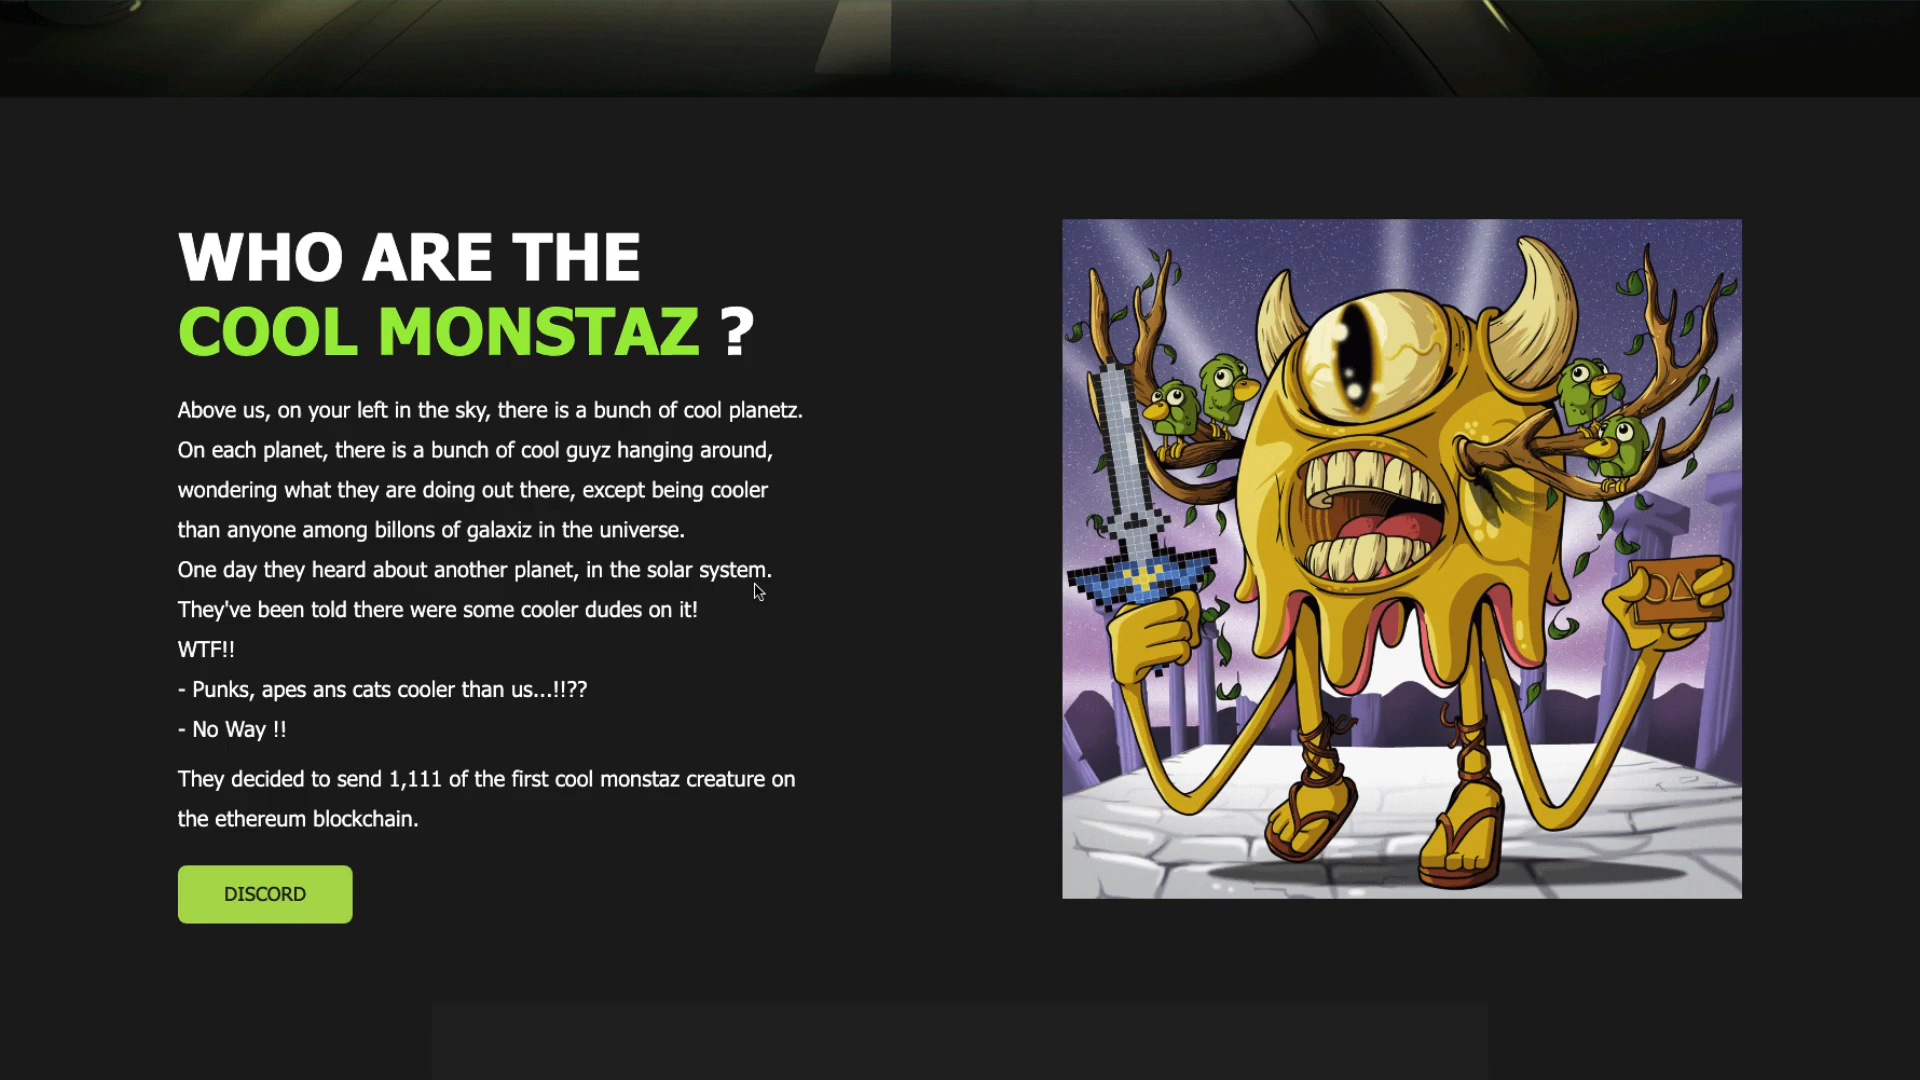 WHO ARE THE
COOL MONSTAZ ?
Above us, on your left in the sky, there is a bunch of cool planetz.
On each planet, there is a bunch of cool guyz hanging around,
wondering what they are doing out there, except being cooler
than anyone among billons of galaxiz in the universe.
One day they heard about another planet, in the solar system.
They've been told there were some cooler dudes on it!
WTF!!
- Punks, apes ans cats cooler than us...!!??
- No Way !!
They decided to send 1,111 of the first cool monstaz creature on
the ethereum blockchain.
DISCORD